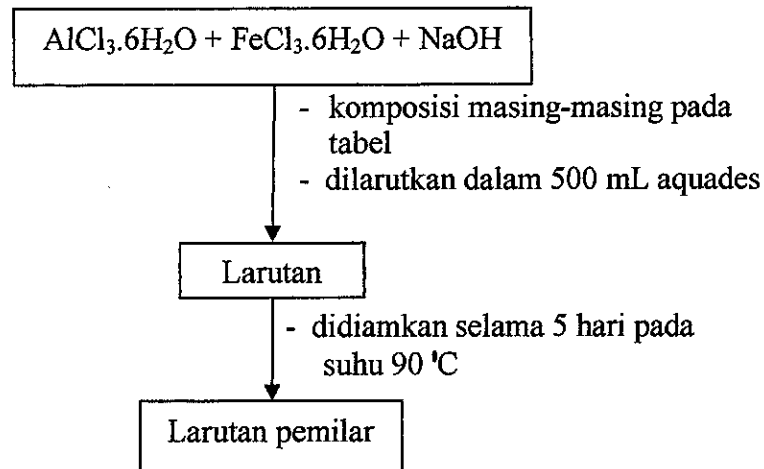 AlCl₃.6H₂O + FeCl₃.6H₂O + NaOH
- komposisi masing-masing pada
tabel
- dilarutkan dalam 500 mL aquades
Larutan
- didiamkan selama 5 hari pada
suhu 90 °C
Larutan pemilar